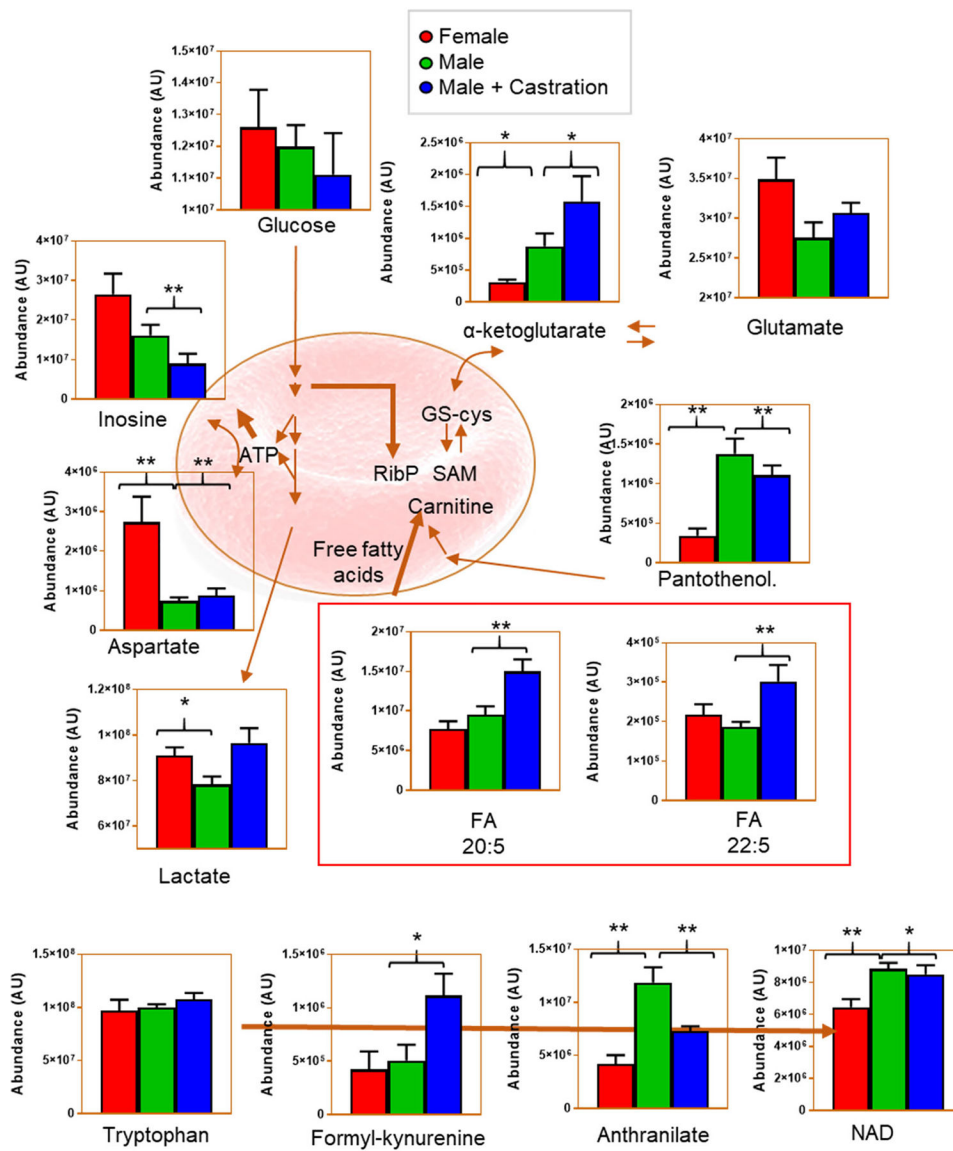 Female
Male
Male + Castration
Abundance (AU)
1.5×10⁷
1.4×10⁷
1.2×10⁷
1.1×10⁷
1×10⁷
Glucose
Abundance (AU)
2.5×10⁶
2×10⁶
1.5×10⁶
1×10⁶
5×10⁵
0
* *
α-ketoglutarate
Abundance (AU)
4×10⁷
3.5×10⁷
3×10⁷
2.5×10⁷
2×10⁷
Glutamate
Abundance (AU)
4×10⁷
3×10⁷
2×10⁷
1×10⁷
0
**
Inosine
GS-cys
ATP
RibP SAM
Carnitine
Free fatty
acids
Abundance (AU)
2×10⁶
1.5×10⁶
1×10⁶
5×10⁵
0
** **
Pantothenol.
Abundance (AU)
4×10⁶
3×10⁶
2×10⁶
1×10⁶
0
** **
Aspartate
Abundance (AU)
1.2×10⁸
1×10⁸
8×10⁷
6×10⁷
*
Lactate
Abundance (AU)
2×10⁷
1.5×10⁷
1×10⁷
5×10⁶
0
**
FA
20:5
Abundance (AU)
4×10⁵
3×10⁵
2×10⁵
1×10⁵
0
**
FA
22:5
Abundance (AU)
1.5×10⁸
1×10⁸
5×10⁷
0
Tryptophan
Abundance (AU)
1.5×10⁶
1×10⁶
5×10⁵
0
*
Formyl-kynurenine
Abundance (AU)
1.5×10⁷
1×10⁷
5×10⁶
0
** **
Anthranilate
Abundance (AU)
1×10⁷
8×10⁶
6×10⁶
4×10⁶
2×10⁶
0
** *
NAD